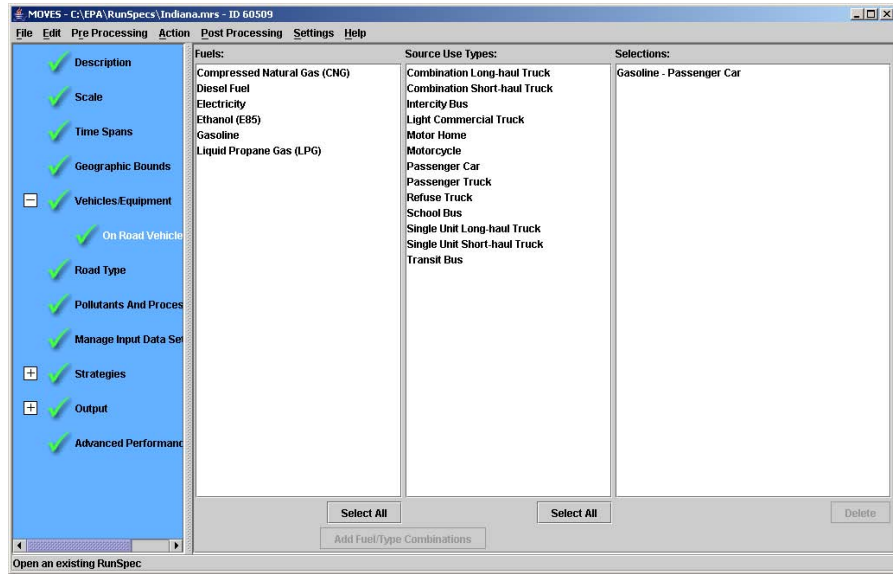 MOVES - C:\EPA\RunSpecs\Indiana.mrs - ID 60509
File Edit Pre Processing Action Post Processing Settings Help
Description
Scale
Time Spans
Geographic Bounds
Vehicles/Equipment
On Road Vehicle
Road Type
Pollutants And Proces
Manage Input Data Set
Strategies
Output
Advanced Performanc
Fuels:
Compressed Natural Gas (CNG)
Diesel Fuel
Electricity
Ethanol (E85)
Gasoline
Liquid Propane Gas (LPG)
Select All
Source Use Types:
Combination Long-haul Truck
Combination Short-haul Truck
Intercity Bus
Light Commercial Truck
Motor Home
Motorcycle
Passenger Car
Passenger Truck
Refuse Truck
School Bus
Single Unit Long-haul Truck
Single Unit Short-haul Truck
Transit Bus
Select All
Selections:
Gasoline - Passenger Car
Delete
Add Fuel/Type Combinations
Open an existing RunSpec